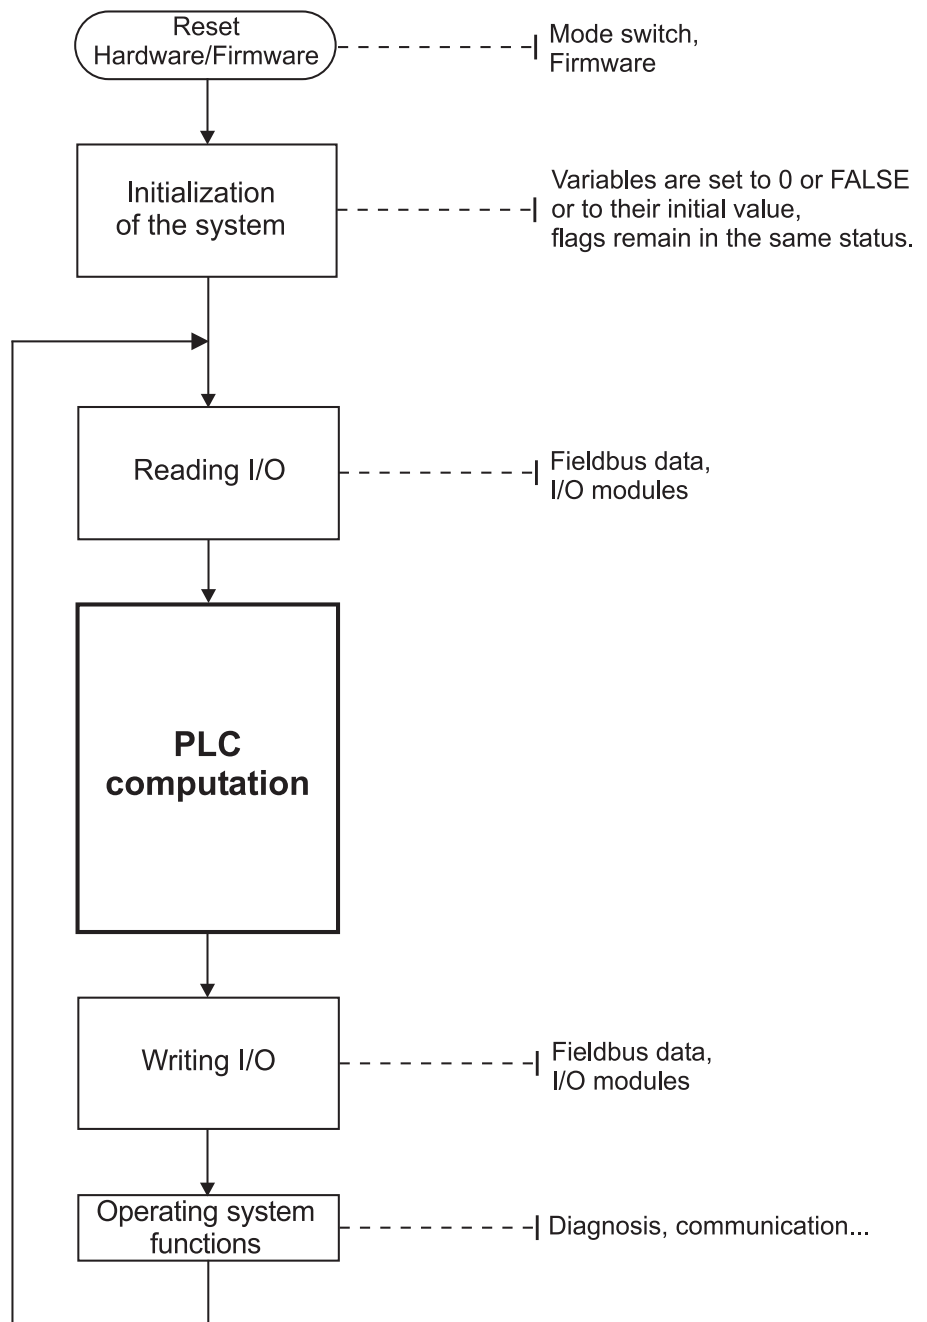 Reset
Hardware/Firmware
Mode switch,
Firmware
Initialization
of the system
Variables are set to 0 or FALSE
or to their initial value,
flags remain in the same status.
Reading I/O
Fieldbus data,
I/O modules
PLC
computation
Writing I/O
Fieldbus data,
I/O modules
Operating system
functions
Diagnosis, communication...